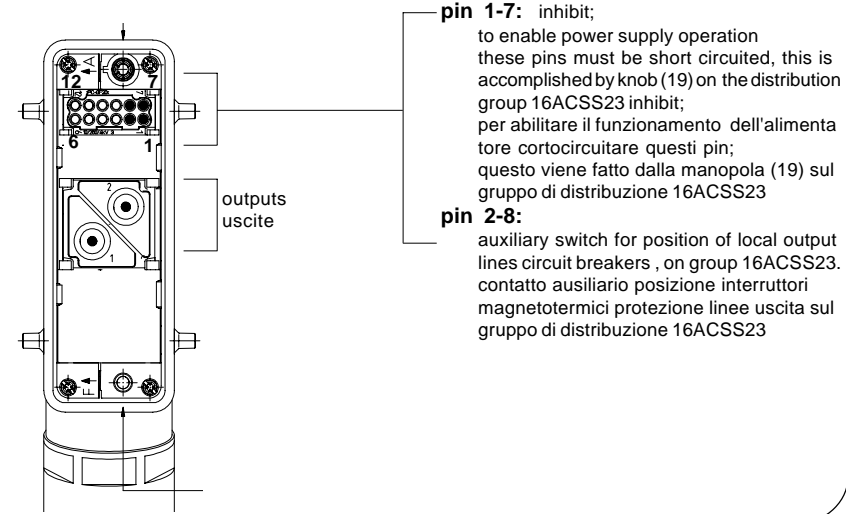 pin 1-7: inhibit;
to enable power supply operation
these pins must be short circuited, this is
accomplished by knob (19) on the distribution
group 16ACSS23 inhibit;
per abilitare il funzionamento dell'alimenta
tore cortocircuitare questi pin;
questo viene fatto dalla manopola (19) sul
gruppo di distribuzione 16ACSS23
pin 2-8:
auxiliary switch for position of local output
lines circuit breakers , on group 16ACSS23.
contatto ausiliario posizione interruttori
magnetotermici protezione linee uscita sul
gruppo di distribuzione 16ACSS23
A
12 7
6 1
outputs
uscite
2
1
F